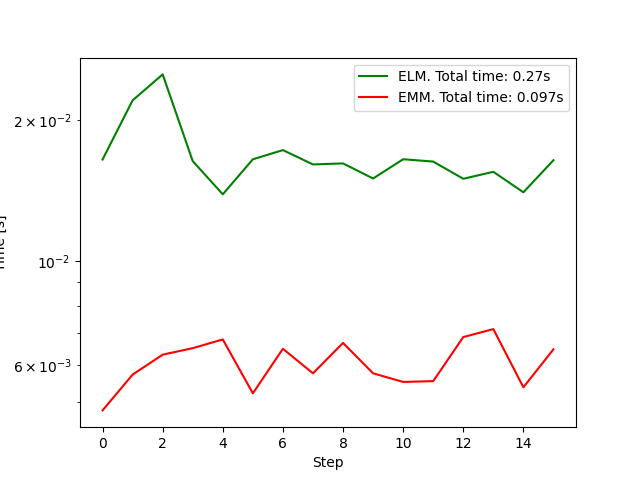 ELM. Total time: 0.27s
EMM. Total time: 0.097s
2 × 10⁻²
10⁻²
6 × 10⁻³
[s]
0 2 4 6 8 10 12 14
Step